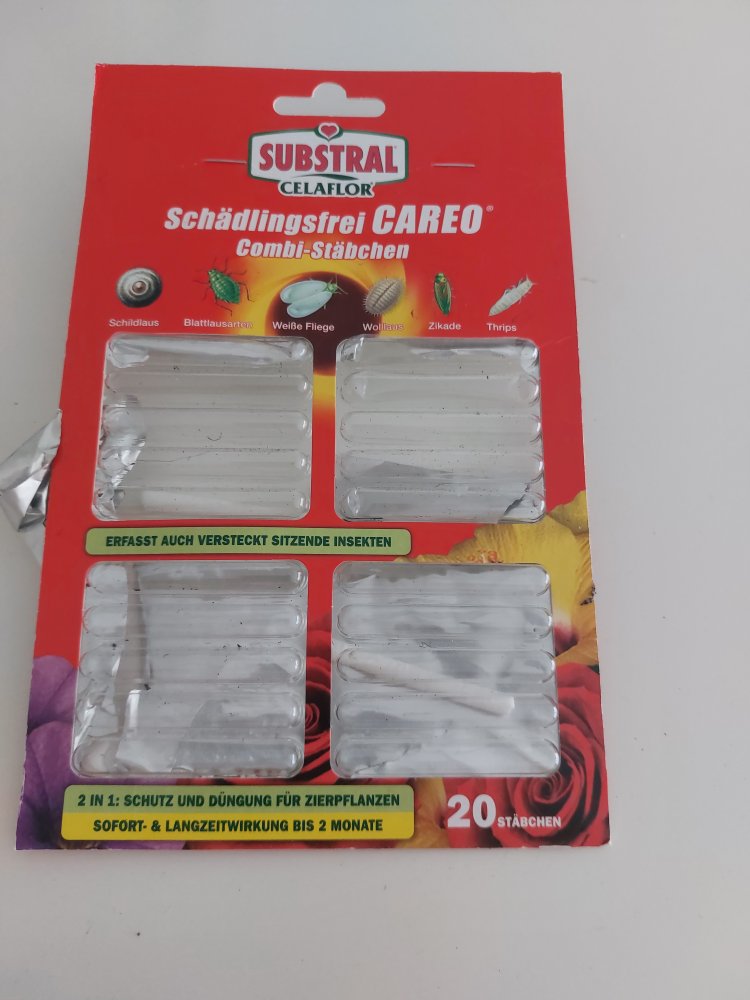 SUBSTRAL
CELAFLOR
Schädlingsfrei CAREO®
Combi-Stäbchen
Schildlaus Blattlausarten Weiße Fliege Wolllaus Zikade Thrips
ERFASST AUCH VERSTECKT SITZENDE INSEKTEN
2 IN 1: SCHUTZ UND DÜNGUNG FÜR ZIERPFLANZEN
SOFORT- & LANGZEITWIRKUNG BIS 2 MONATE
20 STÄBCHEN